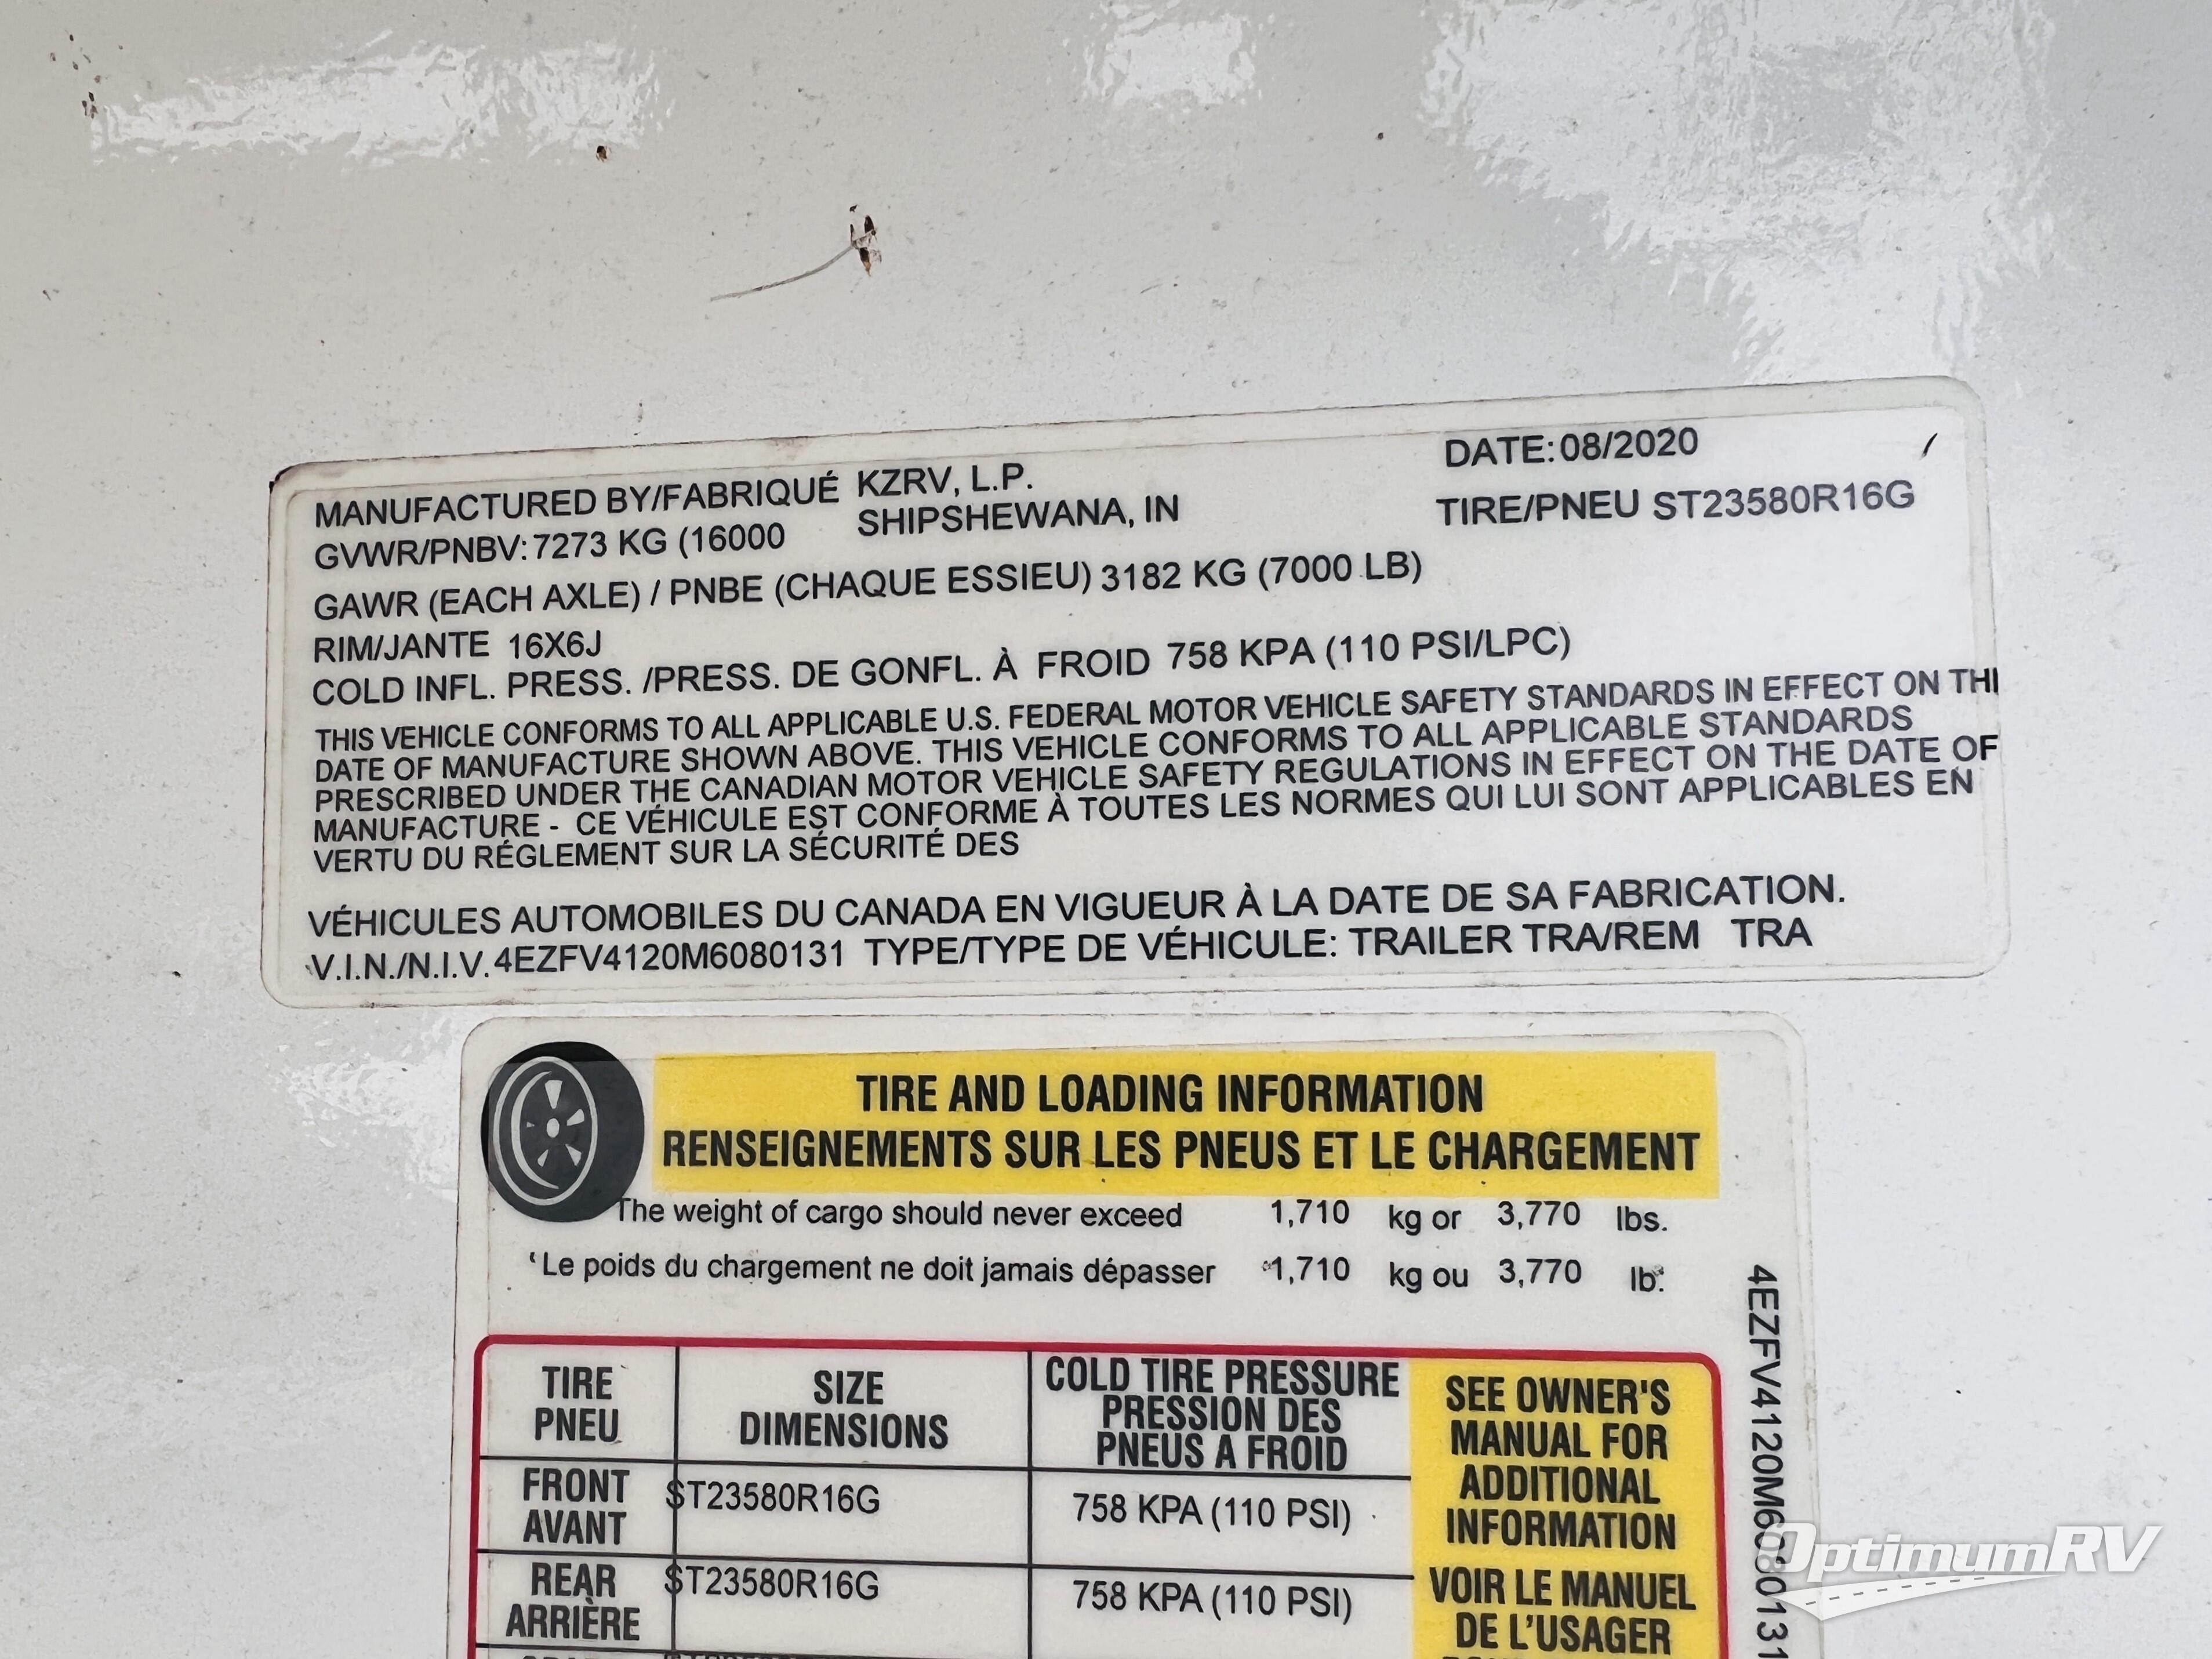 MANUFACTURED BY/FABRIQUÉ KZRV, L.P. DATE: 08/2020
SHIPSHEWANA, IN TIRE/PNEU ST23580R16G
GVWR/PNBV: 7273 KG (16000
GAWR (EACH AXLE) / PNBE (CHAQUE ESSIEU) 3182 KG (7000 LB)
RIM/JANTE 16X6J
COLD INFL. PRESS. /PRESS. DE GONFL. À FROID 758 KPA (110 PSI/LPC)
THIS VEHICLE CONFORMS TO ALL APPLICABLE U.S. FEDERAL MOTOR VEHICLE SAFETY STANDARDS IN EFFECT ON THI
DATE OF MANUFACTURE SHOWN ABOVE. THIS VEHICLE CONFORMS TO ALL APPLICABLE STANDARDS
PRESCRIBED UNDER THE CANADIAN MOTOR VEHICLE SAFETY REGULATIONS IN EFFECT ON THE DATE OF
MANUFACTURE - CE VÉHICULE EST CONFORME À TOUTES LES NORMES QUI LUI SONT APPLICABLES EN
VERTU DU RÉGLEMENT SUR LA SÉCURITÉ DES
VÉHICULES AUTOMOBILES DU CANADA EN VIGUEUR À LA DATE DE SA FABRICATION.
V.I.N./N.I.V. 4EZFV4120M6080131 TYPE/TYPE DE VÉHICULE: TRAILER TRA/REM TRA
TIRE AND LOADING INFORMATION
RENSEIGNEMENTS SUR LES PNEUS ET LE CHARGEMENT
The weight of cargo should never exceed 1,710 kg or 3,770 lbs.
Le poids du chargement ne doit jamais dépasser 1,710 kg ou 3,770 lb.
TIRE
PNEU
SIZE
DIMENSIONS
COLD TIRE PRESSURE
PRESSION DES
PNEUS A FROID
SEE OWNER'S
MANUAL FOR
ADDITIONAL
INFORMATION
VOIR LE MANUEL
DE L'USAGER
FRONT
AVANT
ST23580R16G
758 KPA (110 PSI)
REAR
ARRIÈRE
ST23580R16G
758 KPA (110 PSI)
4EZFV4120M6080131
OptimumRV